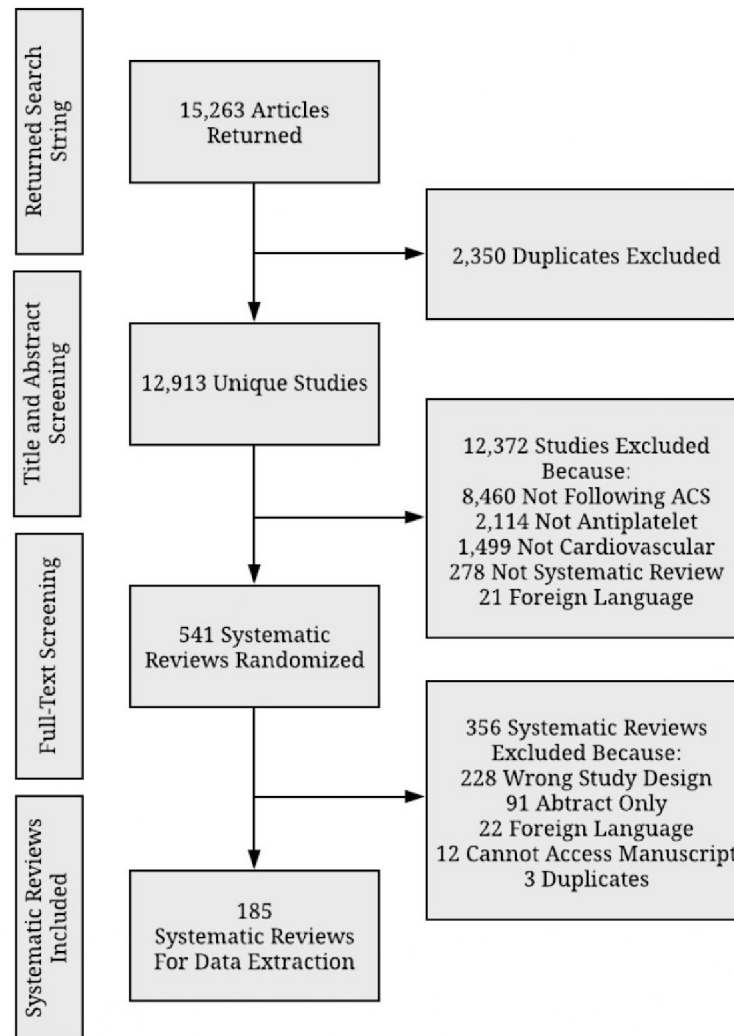 Returned Search
String
15,263 Articles
Returned
2,350 Duplicates Excluded
Title and Abstract
Screening
12,913 Unique Studies
12,372 Studies Excluded
Because:
8,460 Not Following ACS
2,114 Not Antiplatelet
1,499 Not Cardiovascular
278 Not Systematic Review
21 Foreign Language
Full-Text Screening
541 Systematic
Reviews Randomized
356 Systematic Reviews
Excluded Because:
228 Wrong Study Design
91 Abtract Only
22 Foreign Language
12 Cannot Access Manuscript
3 Duplicates
Systematic Reviews
Included
185
Systematic Reviews
For Data Extraction